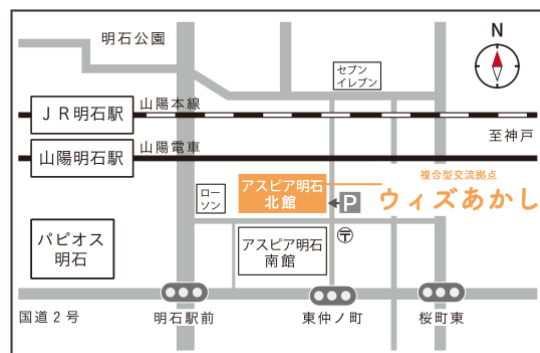 明石公園
N
セブン
イレブン
JR明石駅
山陽本線
至神戸
山陽明石駅
山陽電車
複合型交流拠点
ウィズあかし
アスピア明石
北館
P
ロー
ソン
パピオス
明石
アスピア明石
南館
〒
国道2号
明石駅前
東仲ノ町
桜町東